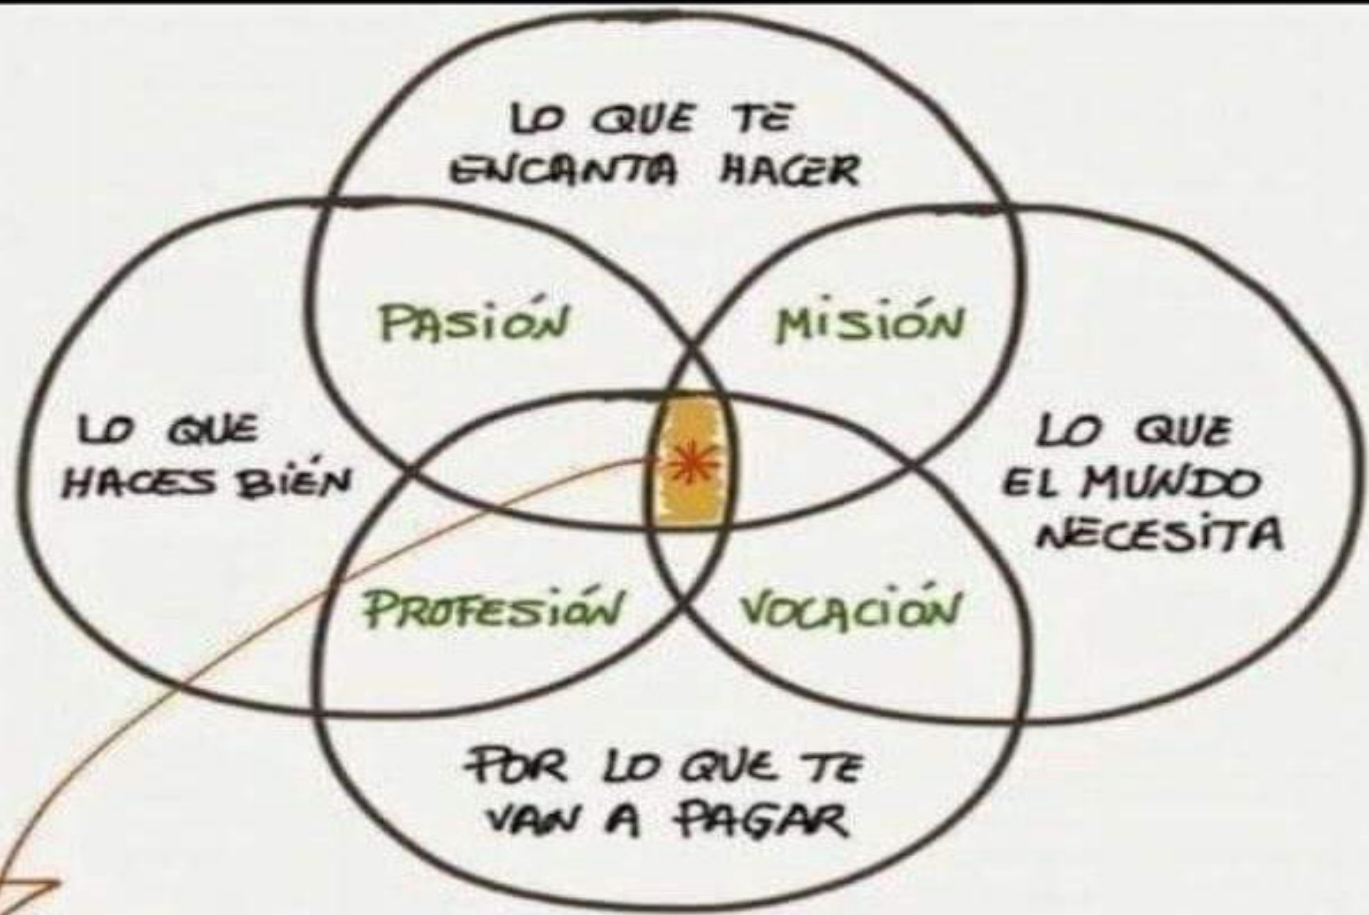 LO QUE TE
ENCANTA HACER
PASIÓN
MISIÓN
LO QUE
HACES BIÉN
LO QUE
EL MUNDO
NECESITA
PROFESIÓN
VOCACIÓN
POR LO QUE TE
VAN A PAGAR